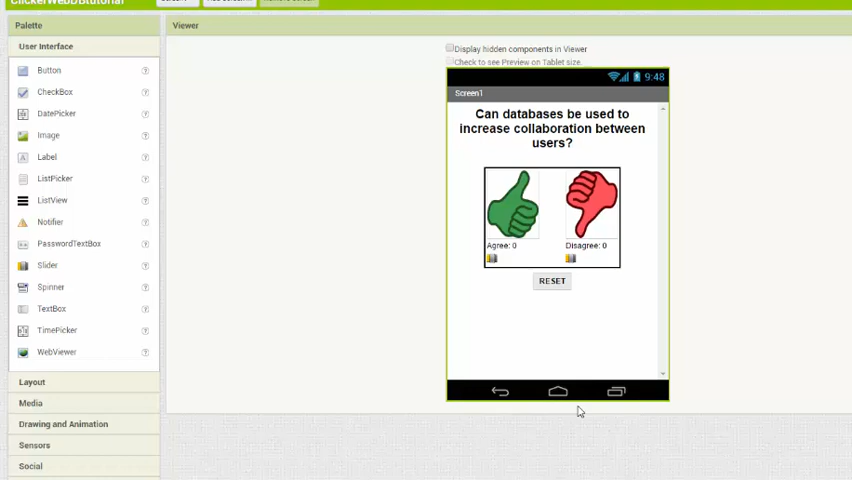 ClickerWebDBtutorial
Palette
Viewer
User Interface
Button ?
CheckBox ?
DatePicker ?
Image ?
Label ?
ListPicker ?
ListView ?
Notifier ?
PasswordTextBox ?
Slider ?
Spinner ?
TextBox ?
TimePicker ?
WebViewer ?
Layout
Media
Drawing and Animation
Sensors
Social
Display hidden components in Viewer
Check to see Preview on Tablet size.
9:48
Screen1
Can databases be used to
increase collaboration between
users?
Agree: 0
Disagree: 0
RESET